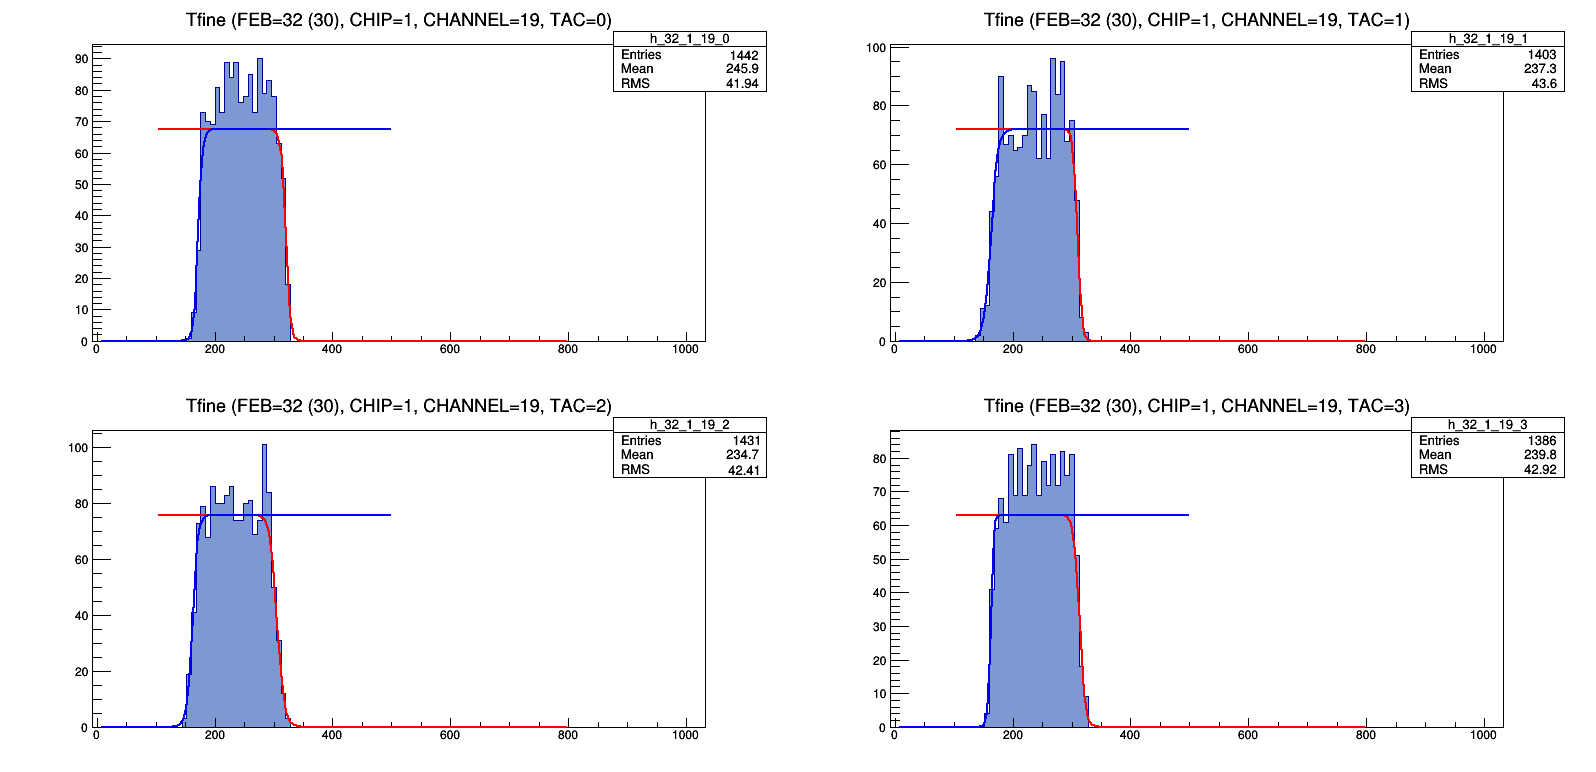 Tfine (FEB=32 (30), CHIP=1, CHANNEL=19, TAC=0)
h_32_1_19_0
Entries 1442
Mean 245.9
RMS 41.94
90
80
70
60
50
40
30
20
10
0
0 200 400 600 800 1000
Tfine (FEB=32 (30), CHIP=1, CHANNEL=19, TAC=1)
h_32_1_19_1
Entries 1403
Mean 237.3
RMS 43.6
100
80
60
40
20
0
0 200 400 600 800 1000
Tfine (FEB=32 (30), CHIP=1, CHANNEL=19, TAC=2)
h_32_1_19_2
Entries 1431
Mean 234.7
RMS 42.41
100
80
60
40
20
0
0 200 400 600 800 1000
Tfine (FEB=32 (30), CHIP=1, CHANNEL=19, TAC=3)
h_32_1_19_3
Entries 1386
Mean 239.8
RMS 42.92
80
70
60
50
40
30
20
10
0
0 200 400 600 800 1000